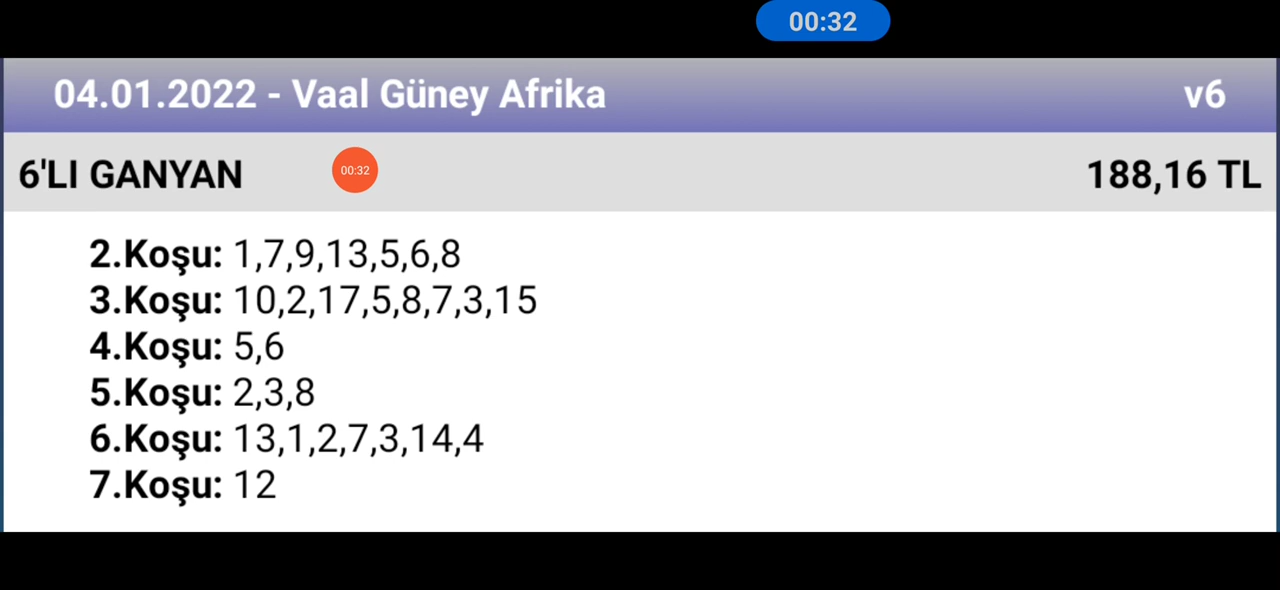 00:32
04.01.2022 - Vaal Güney Afrika v6
6'LI GANYAN 00:32 188,16 TL
2.Koşu: 1,7,9,13,5,6,8
3.Koşu: 10,2,17,5,8,7,3,15
4.Koşu: 5,6
5.Koşu: 2,3,8
6.Koşu: 13,1,2,7,3,14,4
7.Koşu: 12